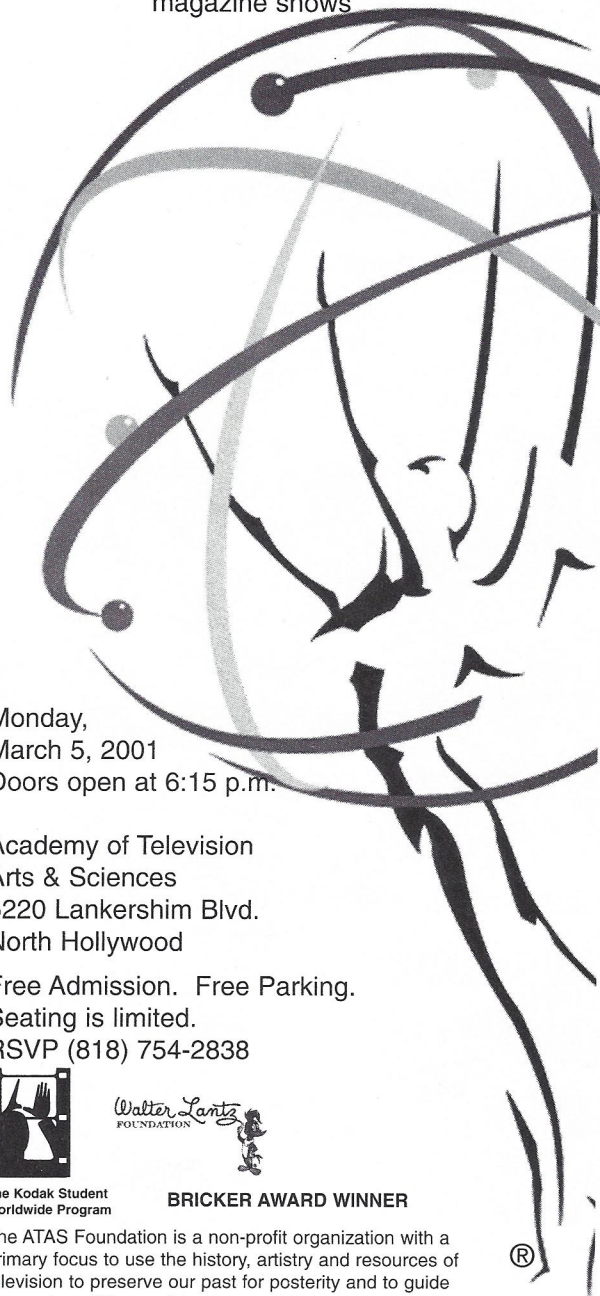 magazine shows
Monday,
March 5, 2001
Doors open at 6:15 p.m.
Academy of Television
Arts & Sciences
5220 Lankershim Blvd.
North Hollywood
Free Admission. Free Parking.
Seating is limited.
RSVP (818) 754-2838
Walter Lantz
FOUNDATION
he Kodak Student
orldwide Program
BRICKER AWARD WINNER
he ATAS Foundation is a non-profit organization with a
rimary focus to use the history, artistry and resources of
levision to preserve our past for posterity and to guide
®